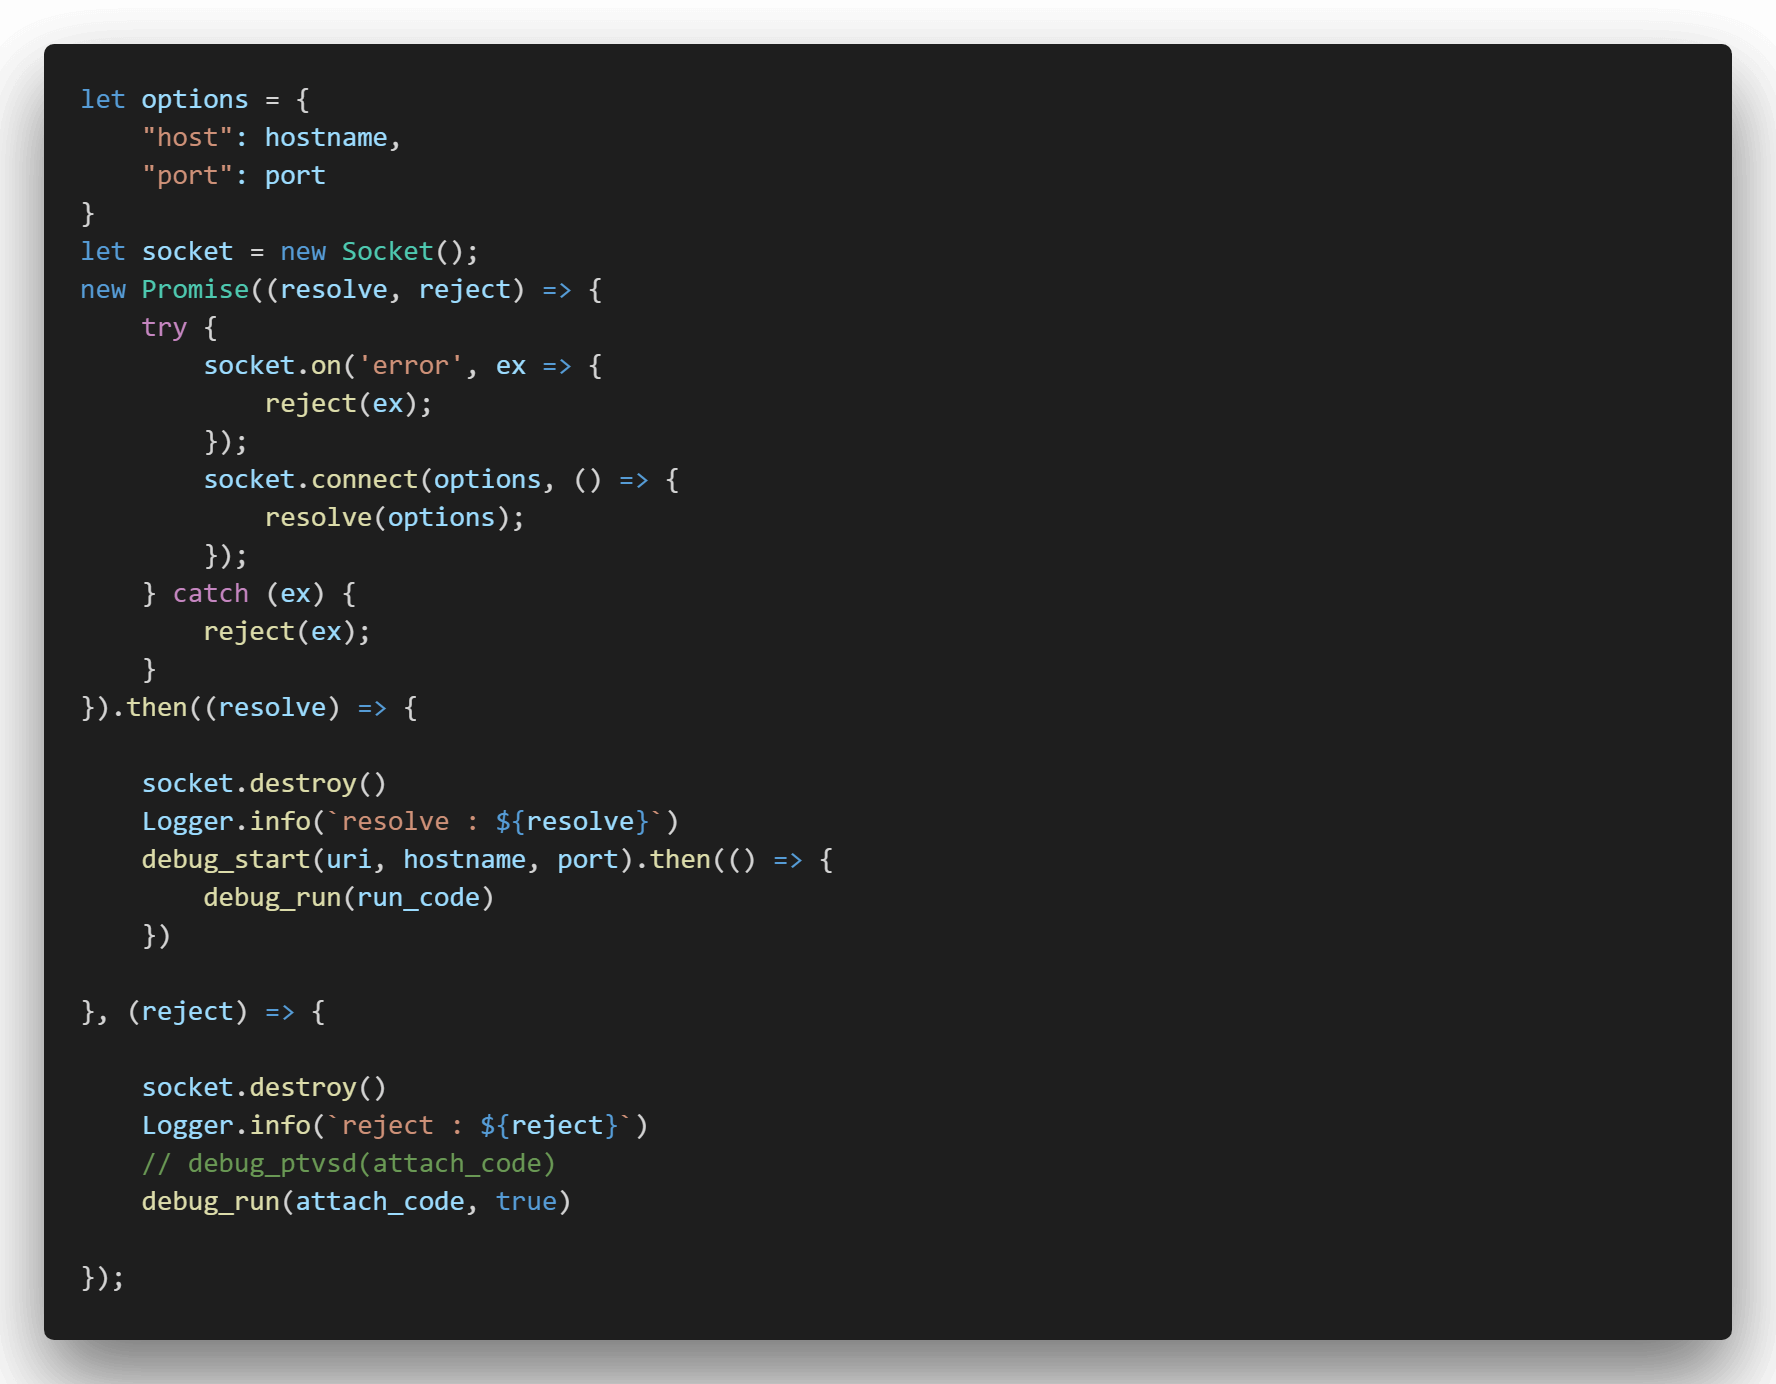 let options = {
    "host": hostname,
    "port": port
}
let socket = new Socket();
new Promise((resolve, reject) => {
    try {
        socket.on('error', ex => {
            reject(ex);
        });
        socket.connect(options, () => {
            resolve(options);
        });
    } catch (ex) {
        reject(ex);
    }
}).then((resolve) => {

    socket.destroy()
    Logger.info(`resolve : ${resolve}`)
    debug_start(uri, hostname, port).then(() => {
        debug_run(run_code)
    })

}, (reject) => {

    socket.destroy()
    Logger.info(`reject : ${reject}`)
    // debug_ptvsd(attach_code)
    debug_run(attach_code, true)

});